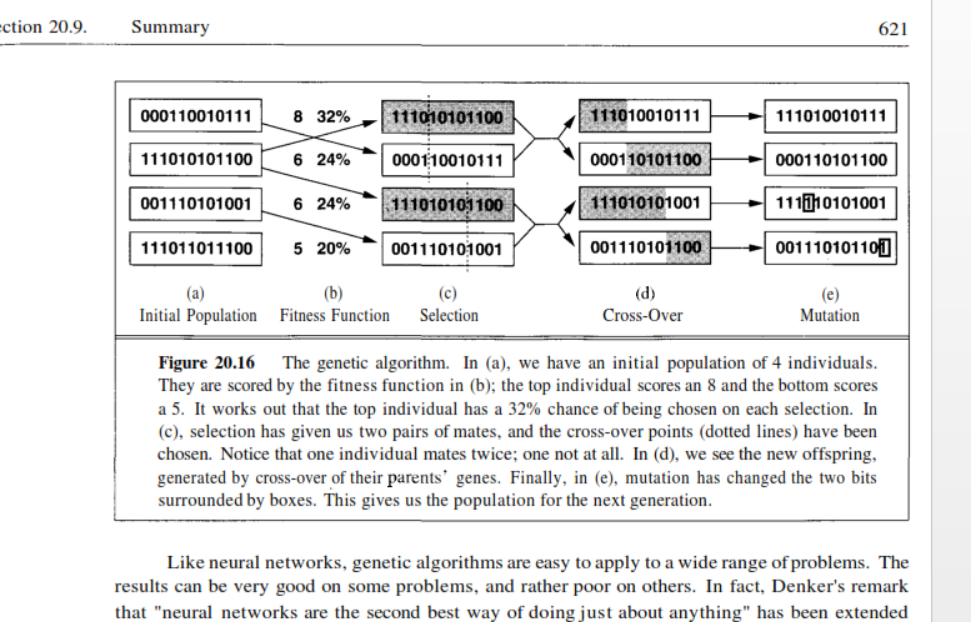 ection 20.9. Summary 621
000110010111 8 32% 111010101100 111010010111 111010010111
111010101100 6 24% 000110010111 000110101100 000110101100
001110101001 6 24% 111010101100 111010101001 111110101001
111011011100 5 20% 001110101001 001110101100 001110101101
(a) (b) (c) (d) (e)
Initial Population Fitness Function Selection Cross-Over Mutation
Figure 20.16 The genetic algorithm. In (a), we have an initial population of 4 individuals.
They are scored by the fitness function in (b); the top individual scores an 8 and the bottom scores
a 5. It works out that the top individual has a 32% chance of being chosen on each selection. In
(c), selection has given us two pairs of mates, and the cross-over points (dotted lines) have been
chosen. Notice that one individual mates twice; one not at all. In (d), we see the new offspring,
generated by cross-over of their parents' genes. Finally, in (e), mutation has changed the two bits
surrounded by boxes. This gives us the population for the next generation.
Like neural networks, genetic algorithms are easy to apply to a wide range of problems. The
results can be very good on some problems, and rather poor on others. In fact, Denker's remark
that "neural networks are the second best way of doing just about anything" has been extended